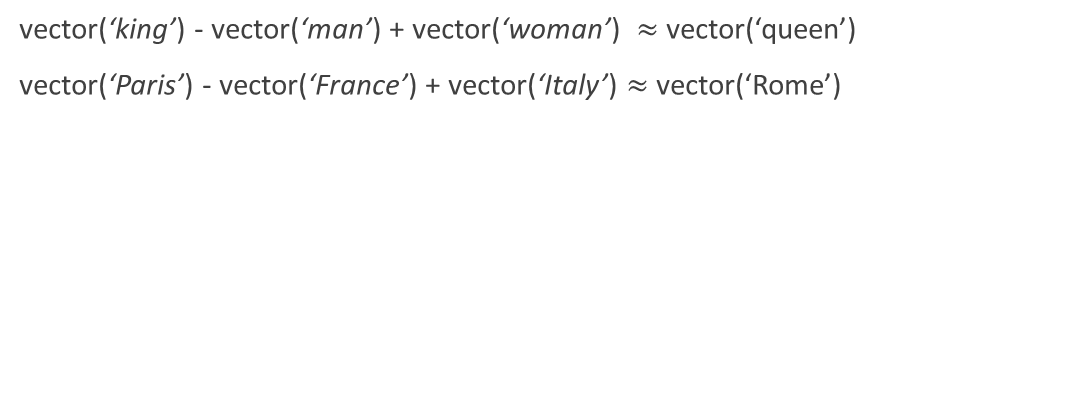 vector(‘king’) - vector(‘man’) + vector(‘woman’) ≈ vector(‘queen’)
vector(‘Paris’) - vector(‘France’) + vector(‘Italy’) ≈ vector(‘Rome’)